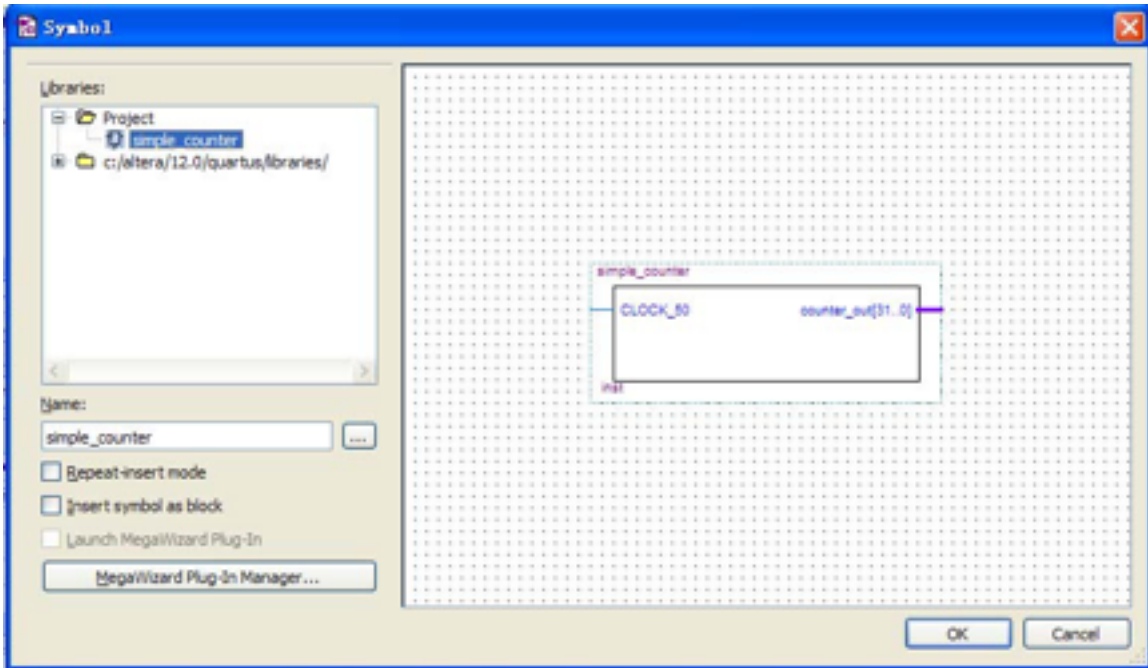 Symbol
Libraries:
Project
simple_counter
c:/altera/12.0/quartus/libraries/
Name:
simple_counter
...
Repeat-insert mode
Insert symbol as block
Launch MegaWizard Plug-In
MegaWizard Plug-In Manager...
simple_counter
CLOCK_50 counter_out[31..0]
inst
OK Cancel